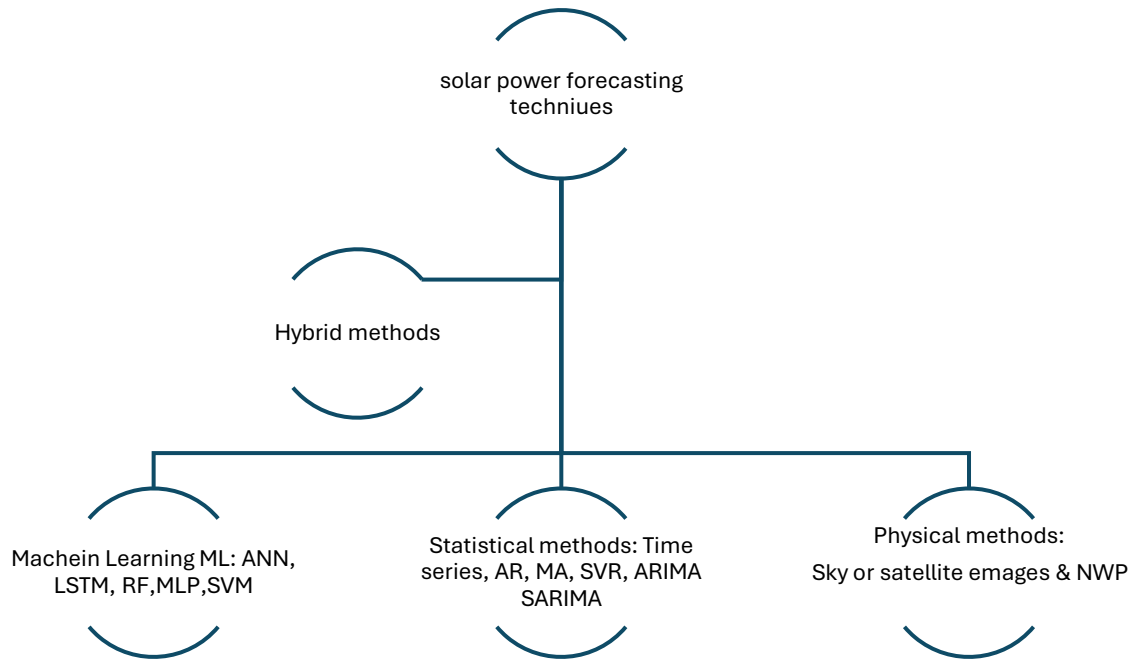 solar power forecasting
techniues
Hybrid methods
Machein Learning ML: ANN,
LSTM, RF,MLP,SVM
Statistical methods: Time
series, AR, MA, SVR, ARIMA
SARIMA
Physical methods:
Sky or satellite emages & NWP